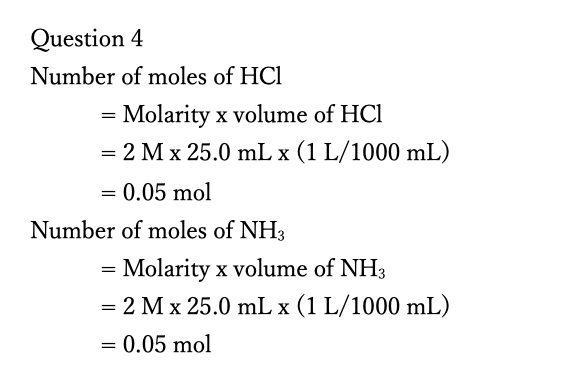 Question 4
Number of moles of HCl
= Molarity x volume of HCl
= 2 M x 25.0 mL x (1 L/1000 mL)
= 0.05 mol
Number of moles of NH₃
= Molarity x volume of NH₃
= 2 M x 25.0 mL x (1 L/1000 mL)
= 0.05 mol